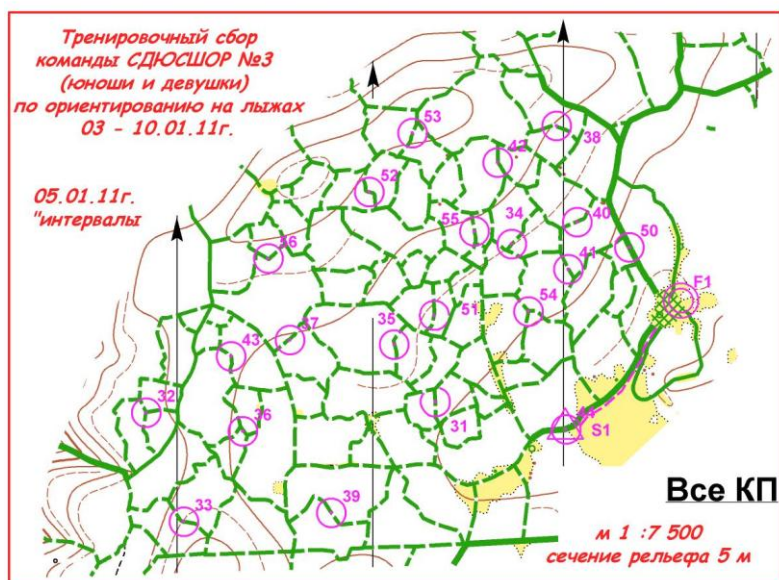 Тренировочный сбор
команды СДЮСШОР №3
(юноши и девушки)
по ориентированию на лыжах
03 - 10.01.11г.
05.01.11г.
"интервалы
53
38
42
52
40
34
55
50
56
41
F1
54
51
35
43
32
36
31
S1
33
39
Все КП
м 1 :7 500
сечение рельефа 5 м